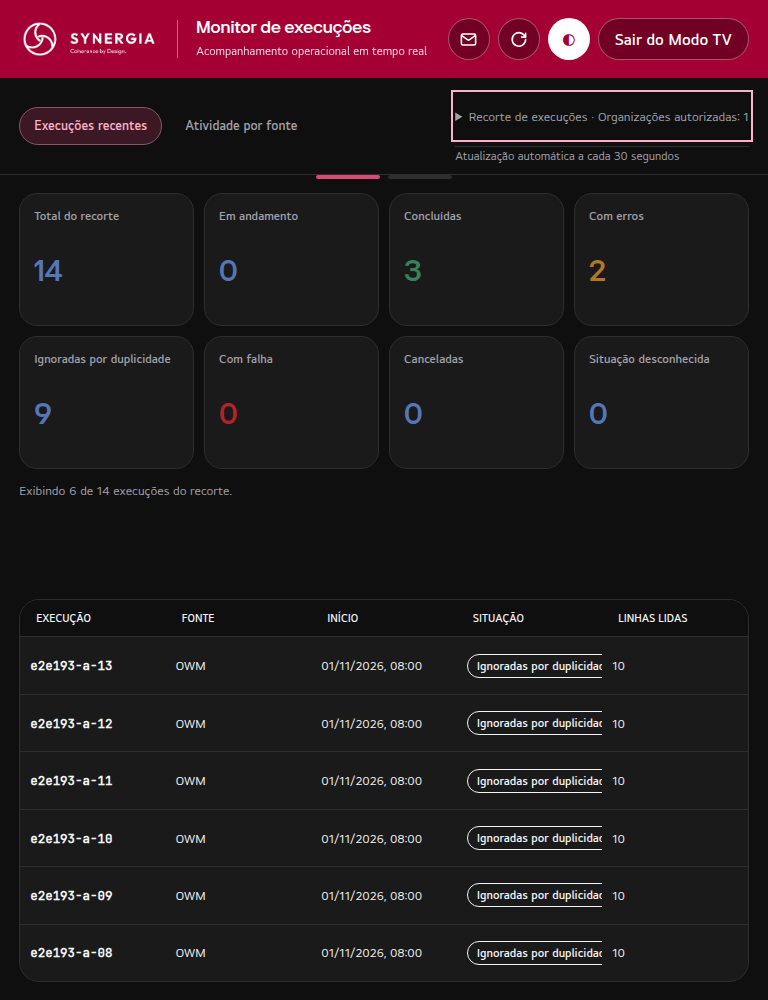 SYNERGIA
Coherence by Design.
Monitor de execuções
Acompanhamento operacional em tempo real
Sair do Modo TV
Execuções recentes
Atividade por fonte
Recorte de execuções · Organizações autorizadas: 1
Atualização automática a cada 30 segundos
Total do recorte
Em andamento
Concluídas
Com erros
14
0
3
2
Ignoradas por duplicidade
Com falha
Canceladas
Situação desconhecida
9
0
0
0
Exibindo 6 de 14 execuções do recorte.
EXECUÇÃO FONTE INÍCIO SITUAÇÃO LINHAS LIDAS
e2e193-a-13 OWM 01/11/2026, 08:00 Ignoradas por duplicidad 10
e2e193-a-12 OWM 01/11/2026, 08:00 Ignoradas por duplicidad 10
e2e193-a-11 OWM 01/11/2026, 08:00 Ignoradas por duplicidad 10
e2e193-a-10 OWM 01/11/2026, 08:00 Ignoradas por duplicidad 10
e2e193-a-09 OWM 01/11/2026, 08:00 Ignoradas por duplicidad 10
e2e193-a-08 OWM 01/11/2026, 08:00 Ignoradas por duplicidad 10